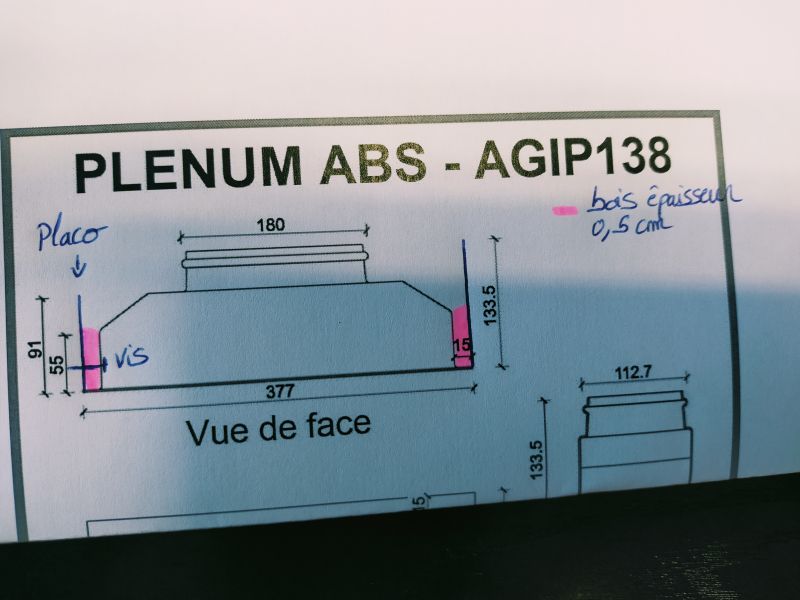 PLENUM ABS - AGIP138
bois épaisseur
0,5 cm
Placo
180
133.5
91
55
vis
15
377
Vue de face
112.7
133.5
15